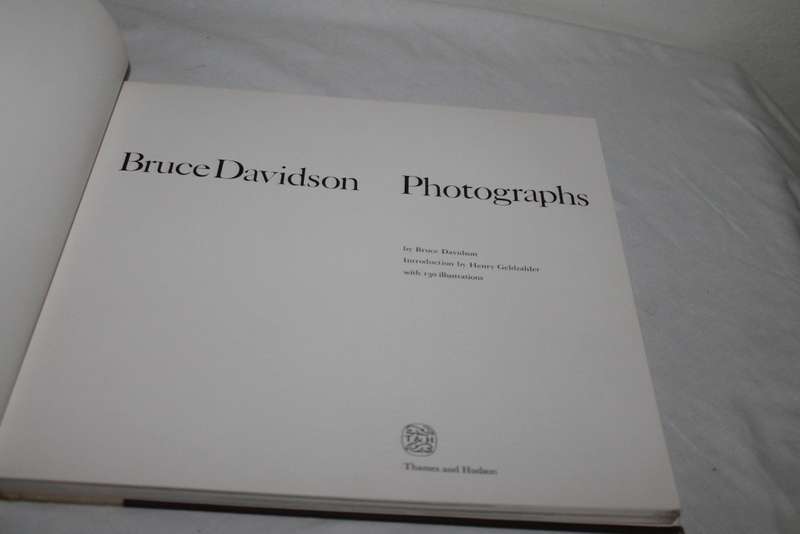 Bruce Davidson Photographs
by Bruce Davidson
Introduction by Henry Geldzahler
with 130 illustrations
T&H
Thames and Hudson